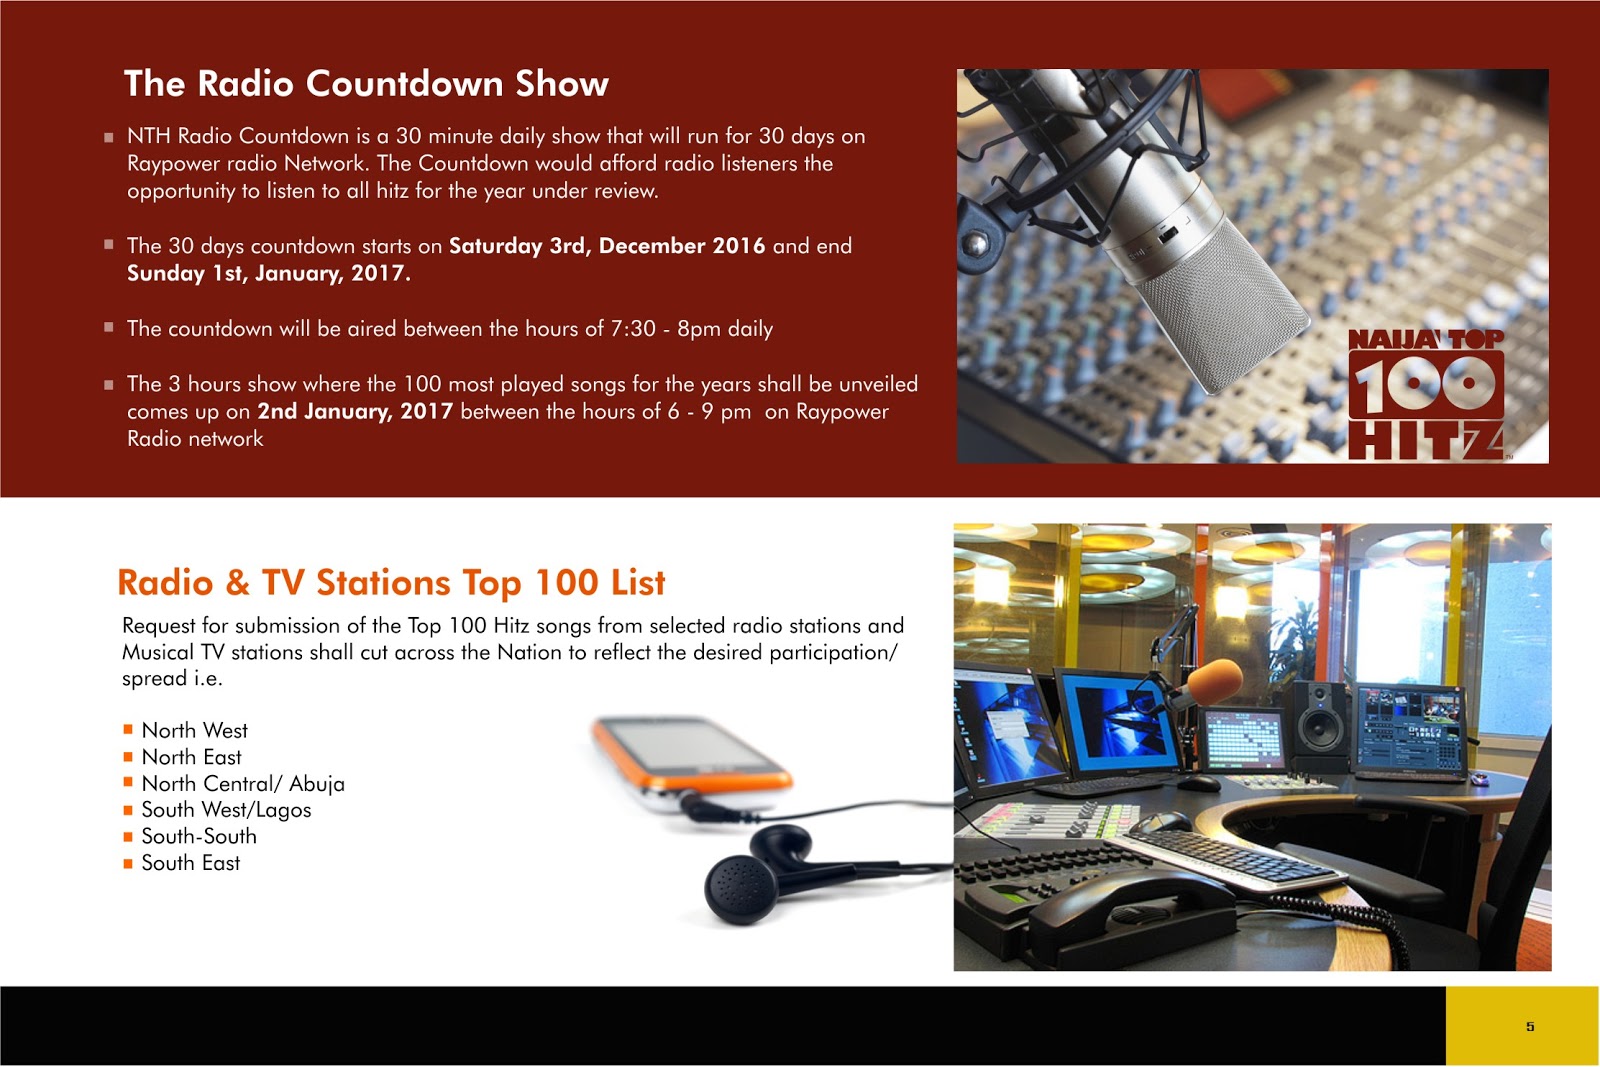 The Radio Countdown Show
NTH Radio Countdown is a 30 minute daily show that will run for 30 days on
Raypower radio Network. The Countdown would afford radio listeners the
opportunity to listen to all hitz for the year under review.
The 30 days countdown starts on Saturday 3rd, December 2016 and end
Sunday 1st, January, 2017.
The countdown will be aired between the hours of 7:30 - 8pm daily
The 3 hours show where the 100 most played songs for the years shall be unveiled
comes up on 2nd January, 2017 between the hours of 6 - 9 pm on Raypower
Radio network
NAIJA' TOP
100
HITZ
TM
Radio & TV Stations Top 100 List
Request for submission of the Top 100 Hitz songs from selected radio stations and
Musical TV stations shall cut across the Nation to reflect the desired participation/
spread i.e.
North West
North East
North Central/ Abuja
South West/Lagos
South-South
South East
5